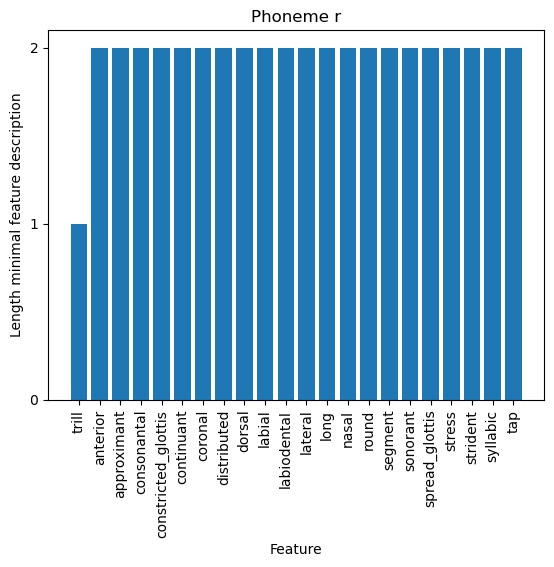 Phoneme r
Length minimal feature description
2
1
0
trill
anterior
approximant
consonantal
constricted_glottis
continuant
coronal
distributed
dorsal
labial
labiodental
lateral
long
nasal
round
segment
sonorant
spread_glottis
stress
strident
syllabic
tap
Feature